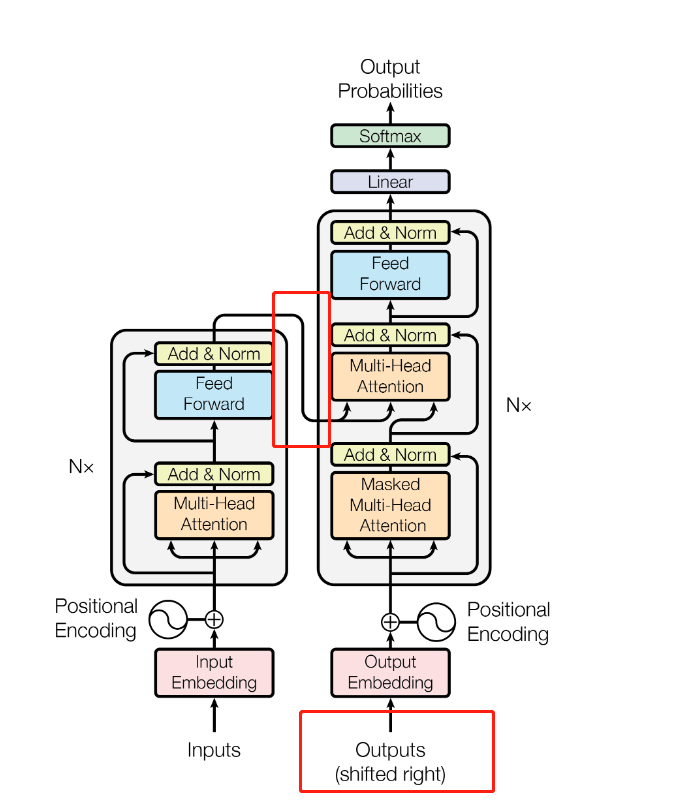 Output
Probabilities
Softmax
Linear
Add & Norm
Feed
Forward
Add & Norm
Multi-Head
Attention
Add & Norm
Masked
Multi-Head
Attention
N×
Positional
Encoding
Output
Embedding
Outputs
(shifted right)
Add & Norm
Feed
Forward
Add & Norm
Multi-Head
Attention
N×
Positional
Encoding
Input
Embedding
Inputs